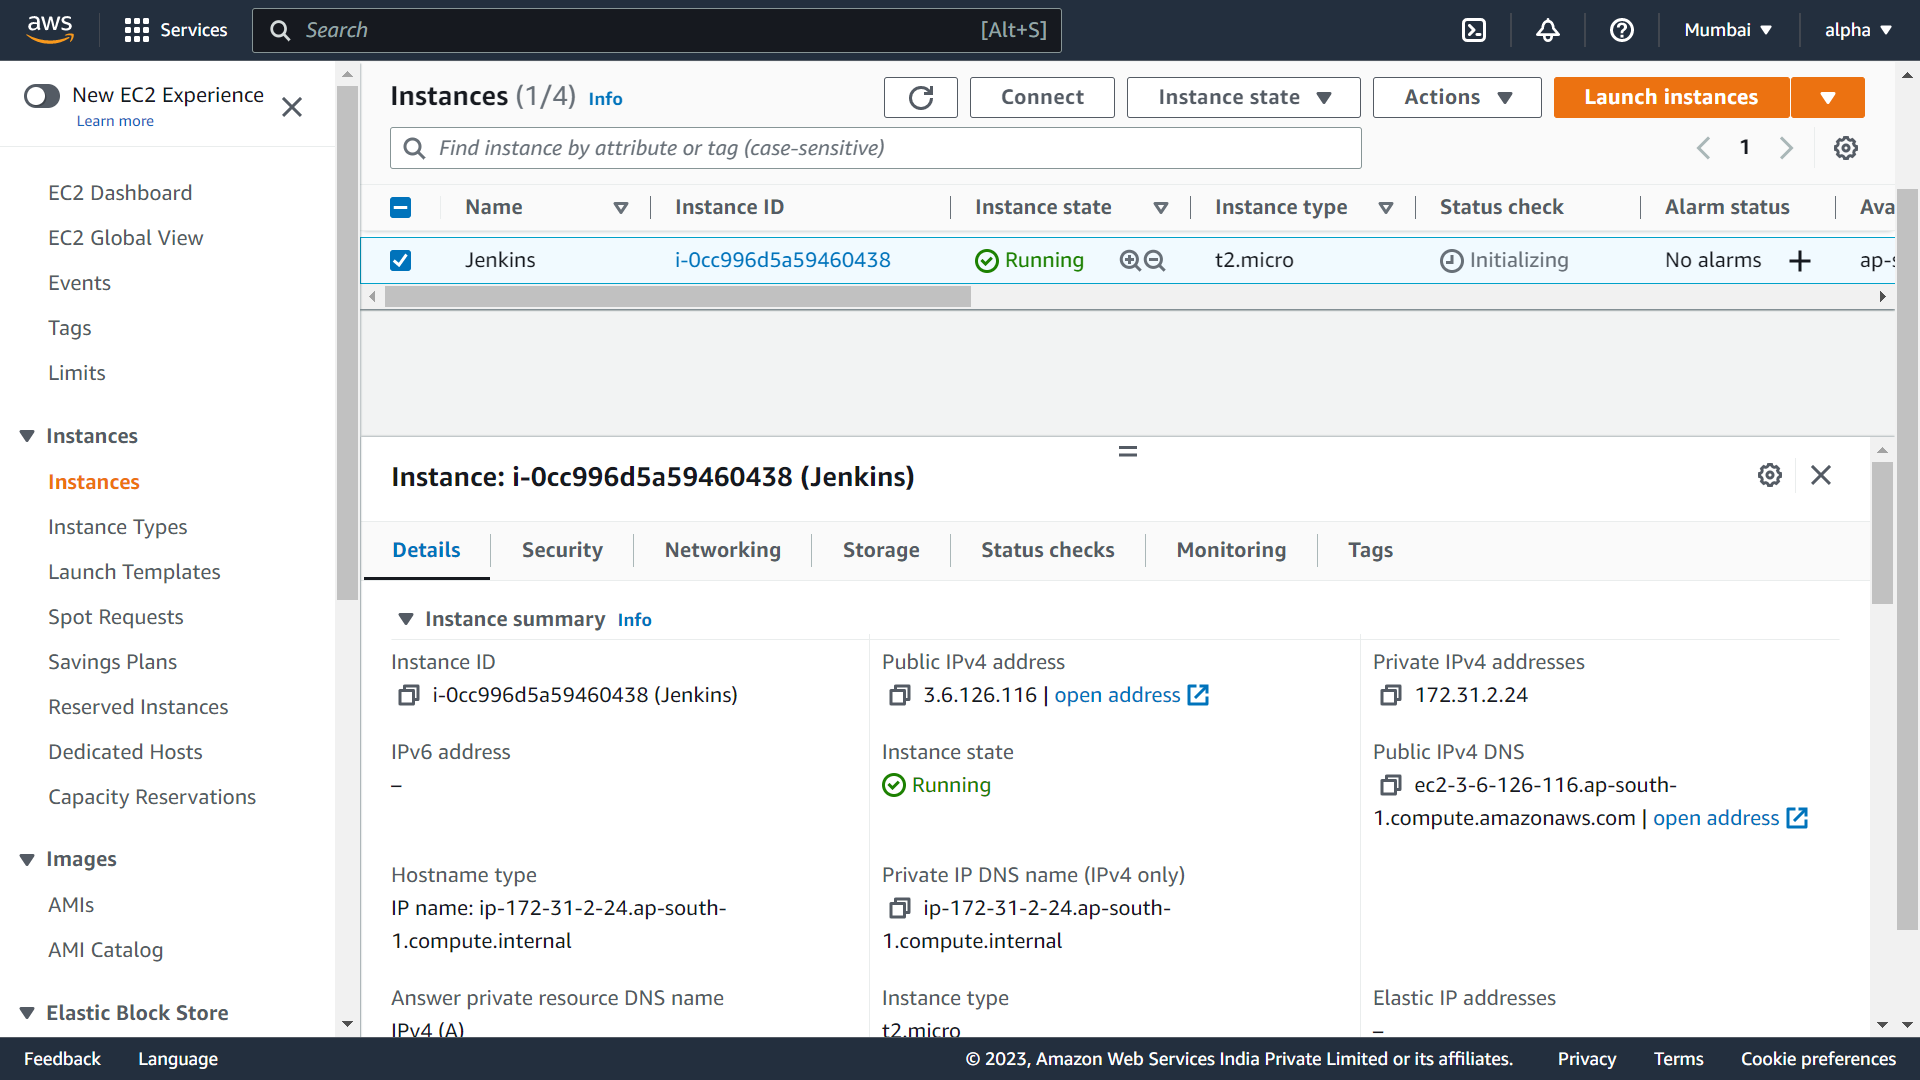 aws Services Search [Alt+S] Mumbai alpha
New EC2 Experience
Learn more
EC2 Dashboard
EC2 Global View
Events
Tags
Limits
Instances
Instances
Instance Types
Launch Templates
Spot Requests
Savings Plans
Reserved Instances
Dedicated Hosts
Capacity Reservations
Images
AMIs
AMI Catalog
Elastic Block Store
Instances (1/4) Info Connect Instance state Actions Launch instances
Find instance by attribute or tag (case-sensitive) 1
Name Instance ID Instance state Instance type Status check Alarm status Ava
Jenkins i-0cc996d5a59460438 Running t2.micro Initializing No alarms + ap-s
Instance: i-0cc996d5a59460438 (Jenkins)
Details Security Networking Storage Status checks Monitoring Tags
Instance summary Info
Instance ID
i-0cc996d5a59460438 (Jenkins)
Public IPv4 address
3.6.126.116 | open address
Private IPv4 addresses
172.31.2.24
IPv6 address
–
Instance state
Running
Public IPv4 DNS
ec2-3-6-126-116.ap-south-
1.compute.amazonaws.com | open address
Hostname type
IP name: ip-172-31-2-24.ap-south-
1.compute.internal
Private IP DNS name (IPv4 only)
ip-172-31-2-24.ap-south-
1.compute.internal
Answer private resource DNS name
IPv4 (A)
Instance type
t2.micro
Elastic IP addresses
–
Feedback Language © 2023, Amazon Web Services India Private Limited or its affiliates. Privacy Terms Cookie preferences